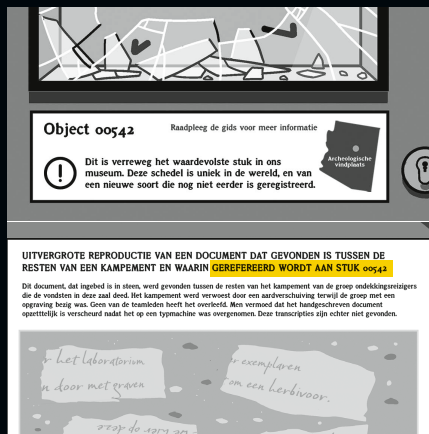 Object 00542
Raadpleeg de gids voor meer informatie
Dit is verreweg het waardevolste stuk in ons
museum. Deze schedel is uniek in de wereld, en van
een nieuwe soort die nog niet eerder is geregistreerd.
Archeologische
vindplaats
UITVERGROTE REPRODUCTIE VAN EEN DOCUMENT DAT GEVONDEN IS TUSSEN DE
RESTEN VAN EEN KAMPEMENT EN WAARIN GEREFEREERD WORDT AAN STUK 00542
Dit document, dat ingebed is in steen, werd gevonden tussen de resten van het kampement van de groep ondekkingsreizigers
die de vondsten in deze zaal deed. Het kampement werd verwoest door een aardverschuiving terwijl de groep met een
opgraving bezig was. Geen van de teamleden heeft het overleefd. Men vermoed dat het handgeschreven document
opzettelijk is verscheurd nadat het op een typmachine was overgenomen. Deze transcripties zijn echter niet gevonden.
r het laboratorium
n door met graven
r exemplaren
om een herbivoor.